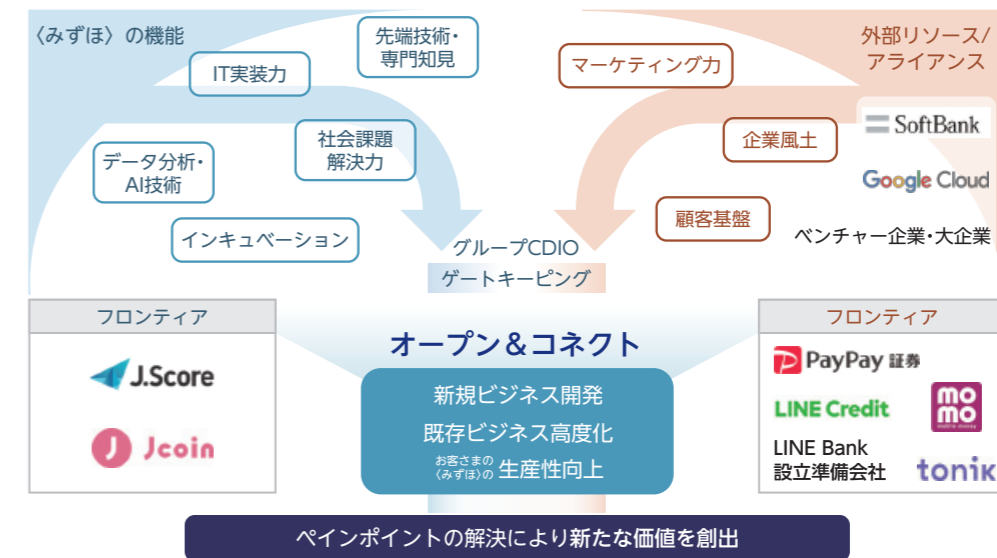 〈みずほ〉の機能
IT実装力
先端技術・
専門知見
データ分析・
AI技術
社会課題
解決力
インキュベーション
外部リソース/
アライアンス
マーケティング力
企業風土
顧客基盤
SoftBank
Google Cloud
ベンチャー企業・大企業
グループCDIO
ゲートキーピング
フロンティア
J.Score
J
Jcoin
オープン＆コネクト
新規ビジネス開発
既存ビジネス高度化
お客さまの
〈みずほ〉の
生産性向上
フロンティア
PayPay 証券
LINE Credit
mo
mo
mobile money
LINE Bank
設立準備会社
tonik
ペインポイントの解決により新たな価値を創出